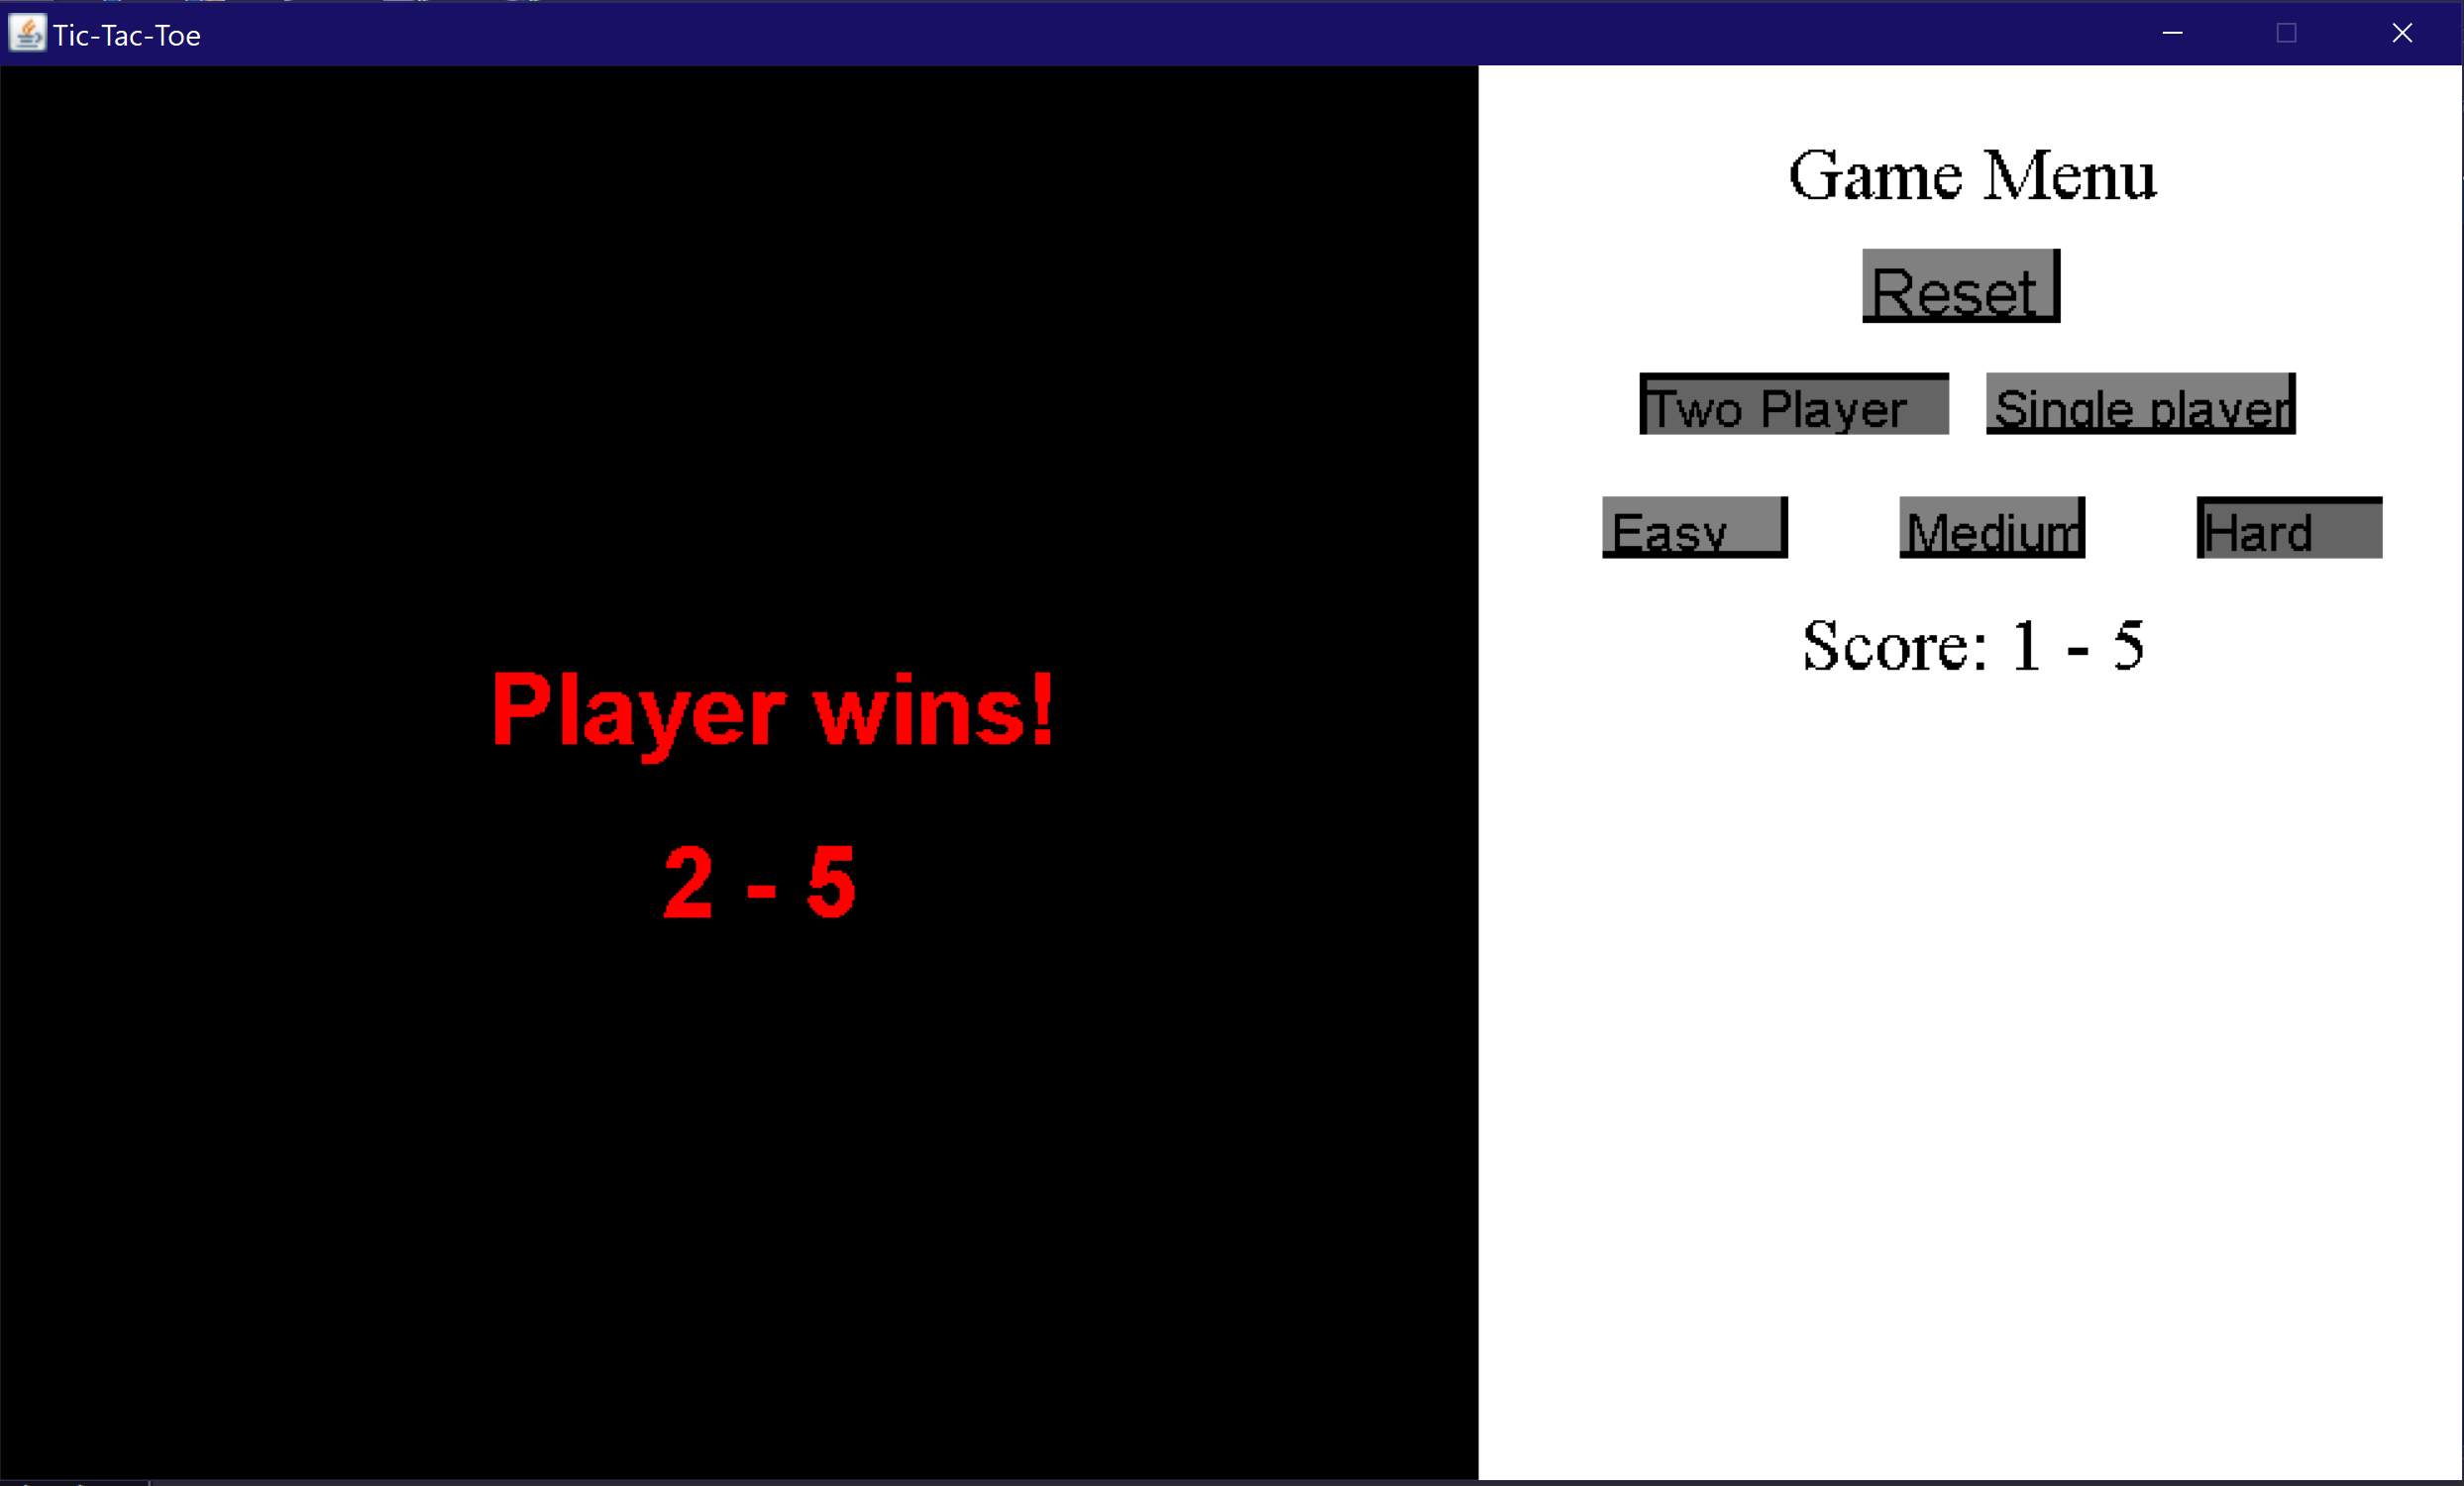 Tic-Tac-Toe
Game Menu
Reset
Two Player Single player
Easy Medium Hard
Score: 1 - 5
Player wins!
2 - 5